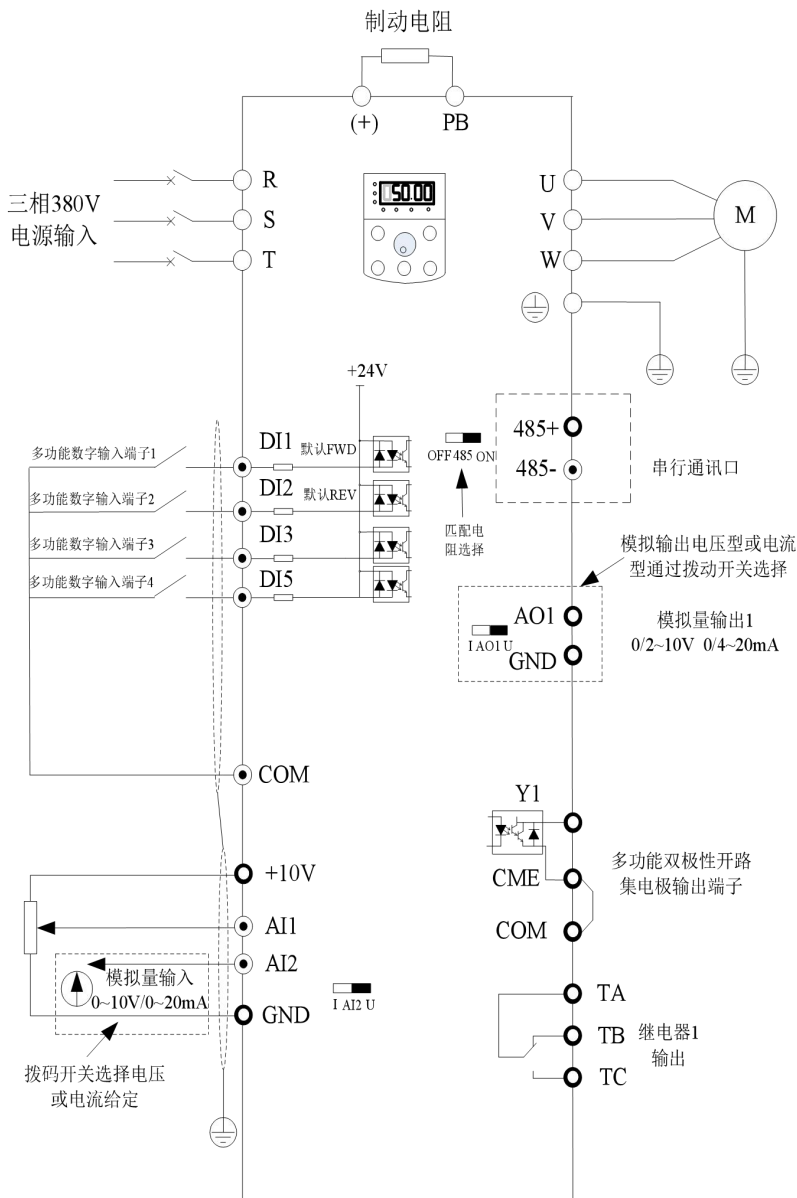 制动电阻
(+)
PB
三相380V
电源输入
R
S
T
50.00
U
V
W
M
+24V
多功能数字输入端子1
DI1
默认FWD
多功能数字输入端子2
DI2
默认REV
多功能数字输入端子3
DI3
多功能数字输入端子4
DI5
OFF 485 ON
匹配电
阻选择
485+
485-
串行通讯口
模拟输出电压型或电流
型通过拨动开关选择
AO1
I AO1 U
GND
模拟量输出1
0/2~10V 0/4~20mA
COM
+10V
AI1
AI2
模拟量输入
0~10V/0~20mA
GND
I AI2 U
拨码开关选择电压
或电流给定
Y1
CME
COM
多功能双极性开路
集电极输出端子
TA
TB
TC
继电器1
输出